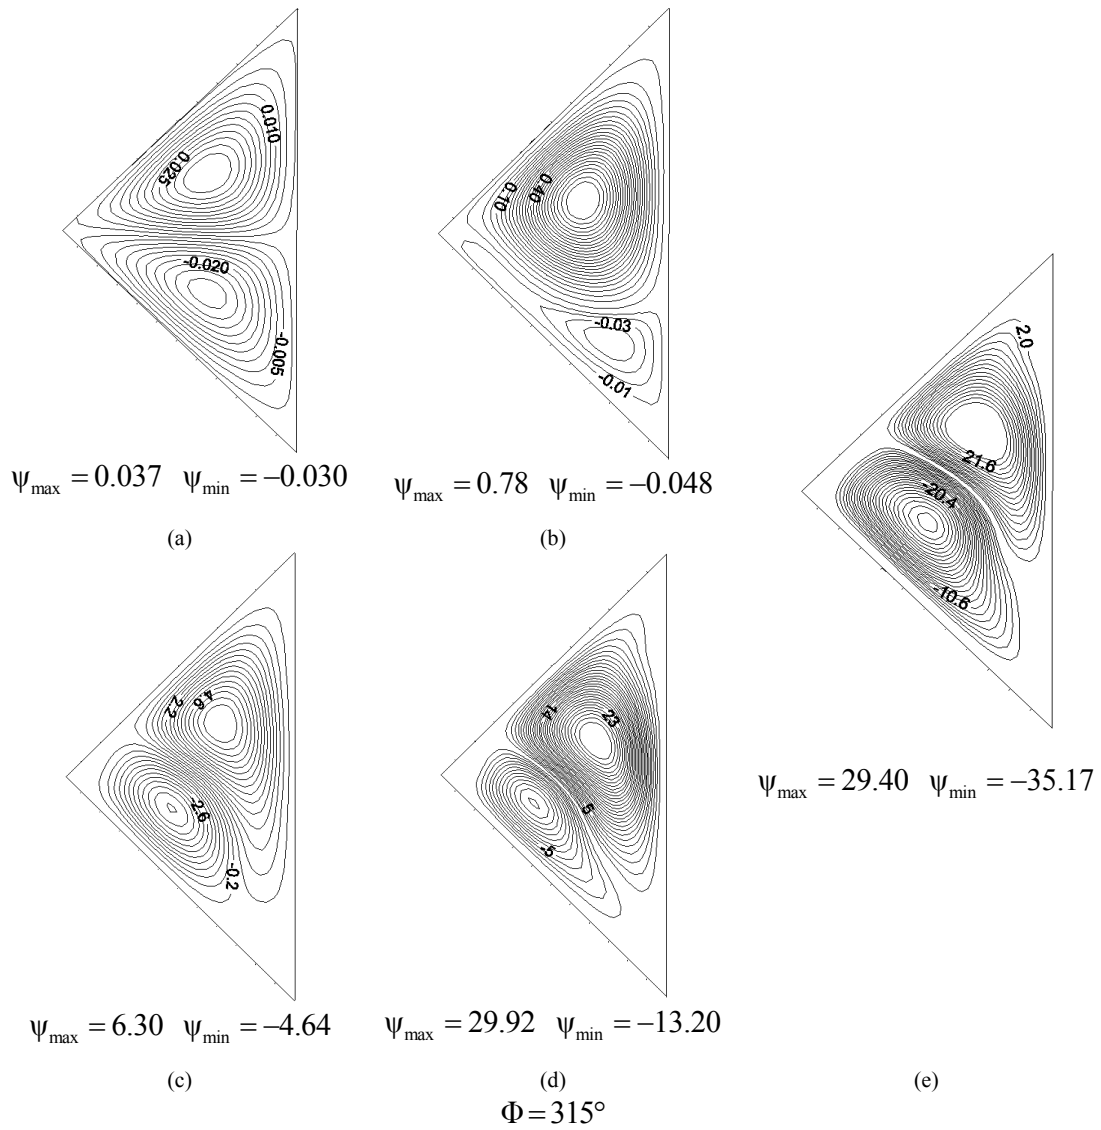 0.010
0.025
-0.020
-0.005
ψmax = 0.037 ψmin = −0.030
(a)
0.10
0.40
-0.03
-0.01
ψmax = 0.78 ψmin = −0.048
(b)
2.2
4.6
-2.6
-0.2
ψmax = 6.30 ψmin = −4.64
(c)
14
23
5
-5
ψmax = 29.92 ψmin = −13.20
(d)
2.0
21.6
-20.4
-10.6
ψmax = 29.40 ψmin = −35.17
(e)
Φ = 315°